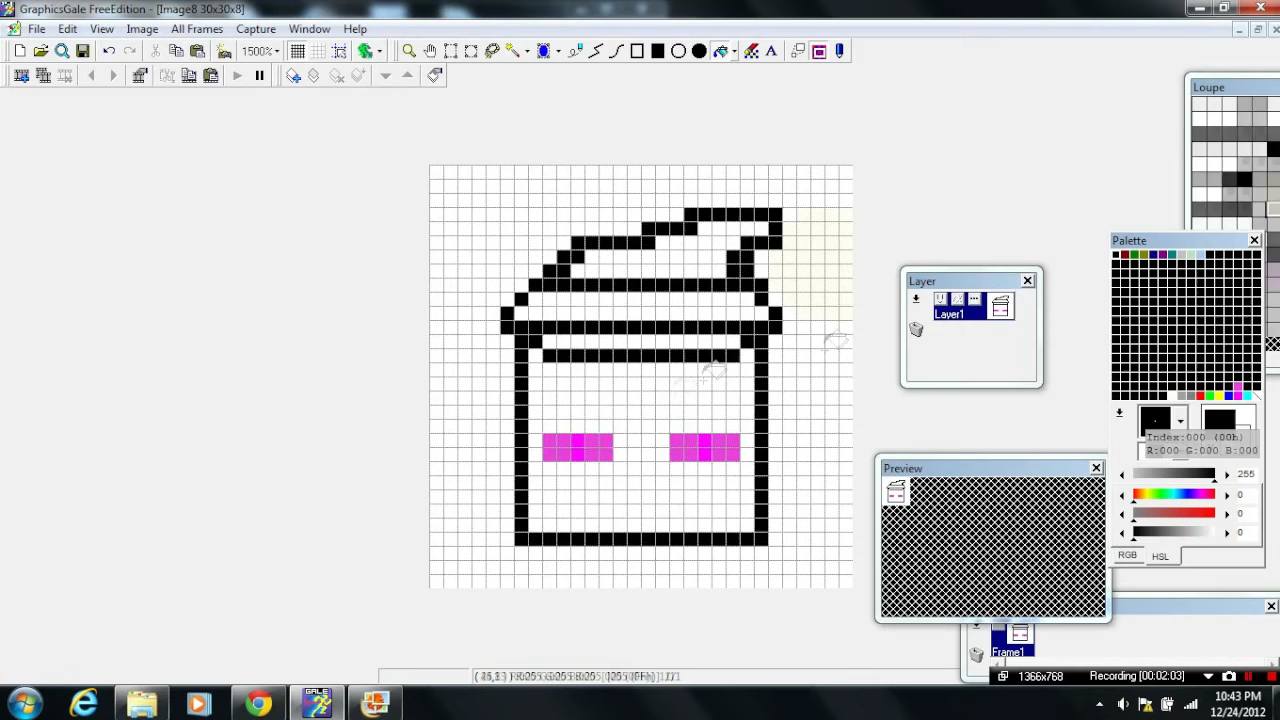 GraphicsGale FreeEdition - [Image8 30x30x8]
File Edit View Image All Frames Capture Window Help
1500%
Loupe
Palette
Layer
Layer1
Index:000 (00h)
R:000 G:000 B:000
255
Preview
0
0
0
RGB HSL
Frame1
1366x768 Recording [00:02:03]
GALE
10:43 PM
12/24/2012